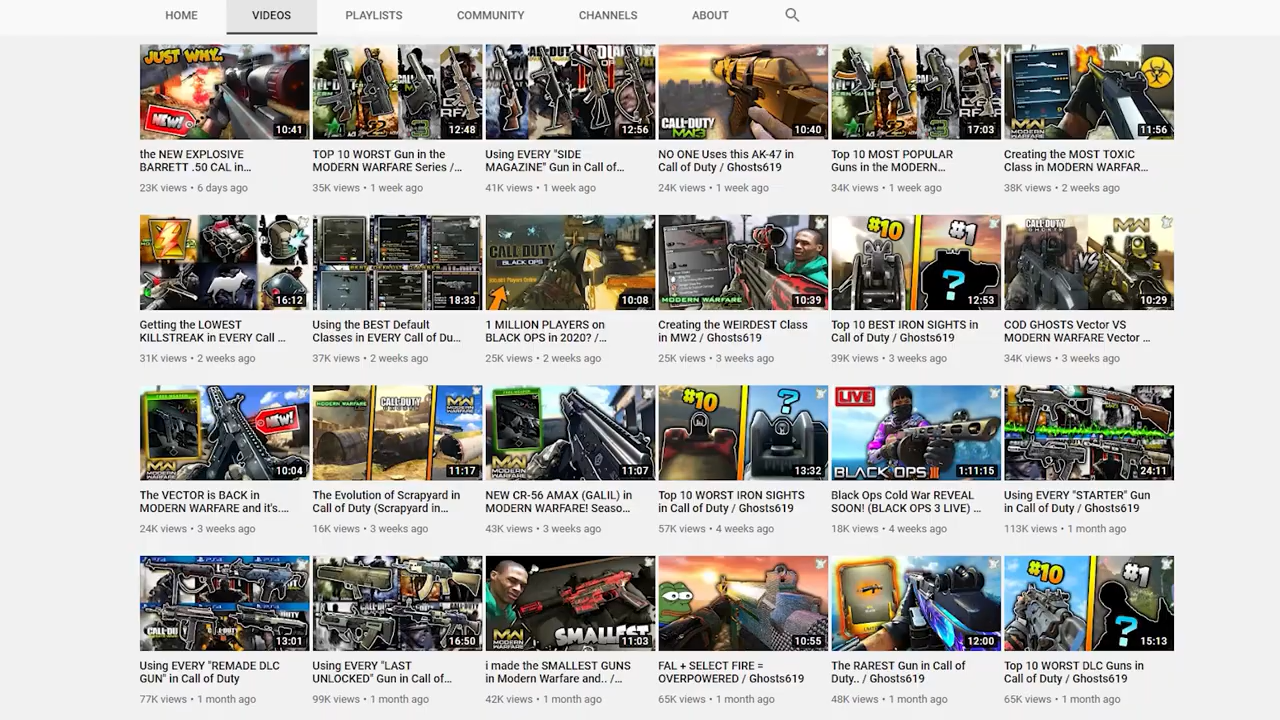 HOME VIDEOS PLAYLISTS COMMUNITY CHANNELS ABOUT
JUST WHY..
NEW!
10:41
12:48
12:56
CALL·DUTY
MW3
10:40
17:03
MODERN
WARFARE
11:56
the NEW EXPLOSIVE
BARRETT .50 CAL in...
23K views • 6 days ago
TOP 10 WORST Gun in the
MODERN WARFARE Series /...
35K views • 1 week ago
Using EVERY "SIDE
MAGAZINE" Gun in Call of...
41K views • 1 week ago
NO ONE Uses this AK-47 in
Call of Duty / Ghosts619
24K views • 1 week ago
Top 10 MOST POPULAR
Guns in the MODERN...
34K views • 1 week ago
Creating the MOST TOXIC
Class in MODERN WARFAR...
38K views • 2 weeks ago
16:12
18:33
CALL·DUTY
BLACK OPS
10:08
MODERN WARFARE
10:39
#10
#1
?
12:53
CALL·DUTY
GHOSTS
VS
MW
10:29
Getting the LOWEST
KILLSTREAK in EVERY Call ...
31K views • 2 weeks ago
Using the BEST Default
Classes in EVERY Call of Du...
37K views • 2 weeks ago
1 MILLION PLAYERS on
BLACK OPS in 2020? /...
25K views • 2 weeks ago
Creating the WEIRDEST Class
in MW2 / Ghosts619
25K views • 3 weeks ago
Top 10 BEST IRON SIGHTS in
Call of Duty / Ghosts619
39K views • 3 weeks ago
COD GHOSTS Vector VS
MODERN WARFARE Vector ...
34K views • 3 weeks ago
NEW!
10:04
MODERN WARFARE
CALL·DUTY
GHOSTS
MODERN
WARFARE
11:17
MODERN
WARFARE
11:07
#10
?
13:32
LIVE
BLACK OPS III
1:11:15
24:11
The VECTOR is BACK in
MODERN WARFARE and it's....
24K views • 3 weeks ago
The Evolution of Scrapyard in
Call of Duty (Scrapyard in...
16K views • 3 weeks ago
NEW CR-56 AMAX (GALIL) in
MODERN WARFARE! Seaso...
43K views • 3 weeks ago
Top 10 WORST IRON SIGHTS
in Call of Duty / Ghosts619
57K views • 4 weeks ago
Black Ops Cold War REVEAL
SOON! (BLACK OPS 3 LIVE) ...
18K views • 4 weeks ago
Using EVERY "STARTER" Gun
in Call of Duty / Ghosts619
113K views • 1 month ago
PS4
13:01
16:50
MODERN
WARFARE
SMALLEST
11:03
10:55
12:00
#10
#1
?
15:13
Using EVERY "REMADE DLC
GUN" in Call of Duty
77K views • 1 month ago
Using EVERY "LAST
UNLOCKED" Gun in Call of...
99K views • 1 month ago
i made the SMALLEST GUNS
in Modern Warfare and.. /...
42K views • 1 month ago
FAL + SELECT FIRE =
OVERPOWERED / Ghosts619
65K views • 1 month ago
The RAREST Gun in Call of
Duty.. / Ghosts619
48K views • 1 month ago
Top 10 WORST DLC Guns in
Call of Duty / Ghosts619
65K views • 1 month ago